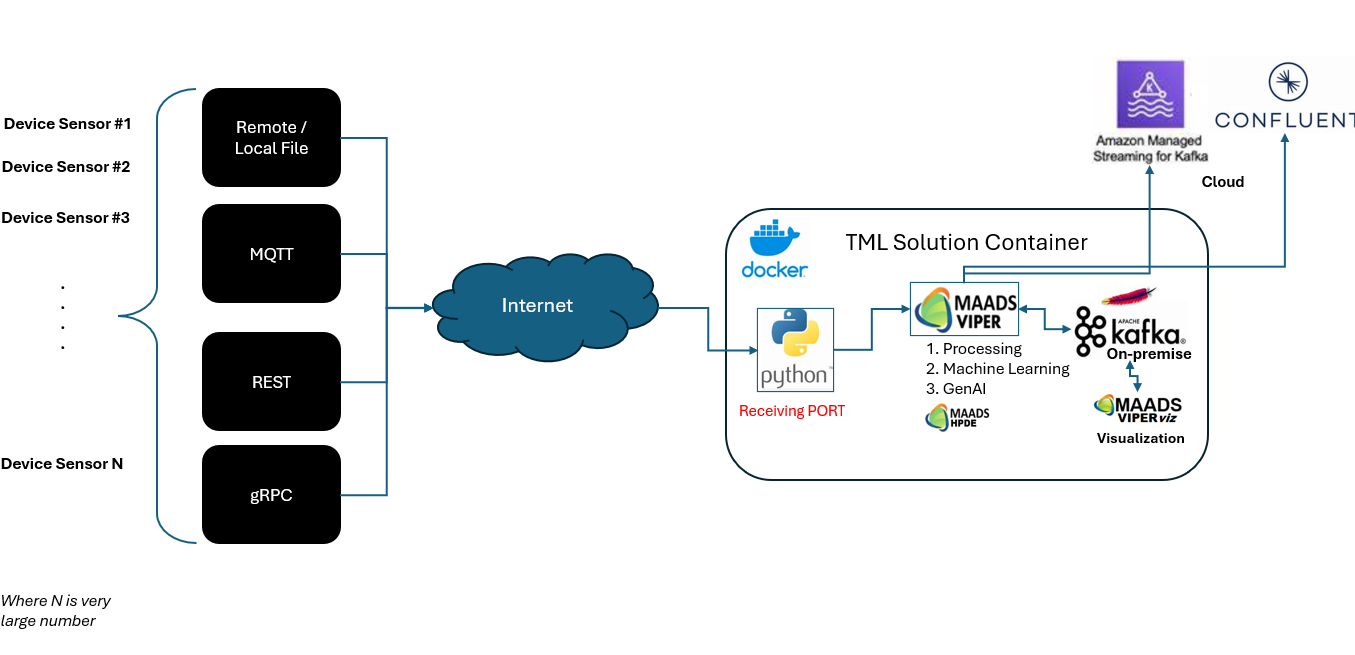 Device Sensor #1
Device Sensor #2
Device Sensor #3
Device Sensor N
Where N is very
large number
Remote /
Local File
MQTT
REST
gRPC
Internet
docker
TML Solution Container
python
Receiving PORT
MAADS
VIPER
1. Processing
2. Machine Learning
3. GenAI
MAADS
HPDE
APACHE
kafka®
On-premise
MAADS
VIPERviz
Visualization
K
Amazon Managed
Streaming for Kafka
CONFLUENT
Cloud